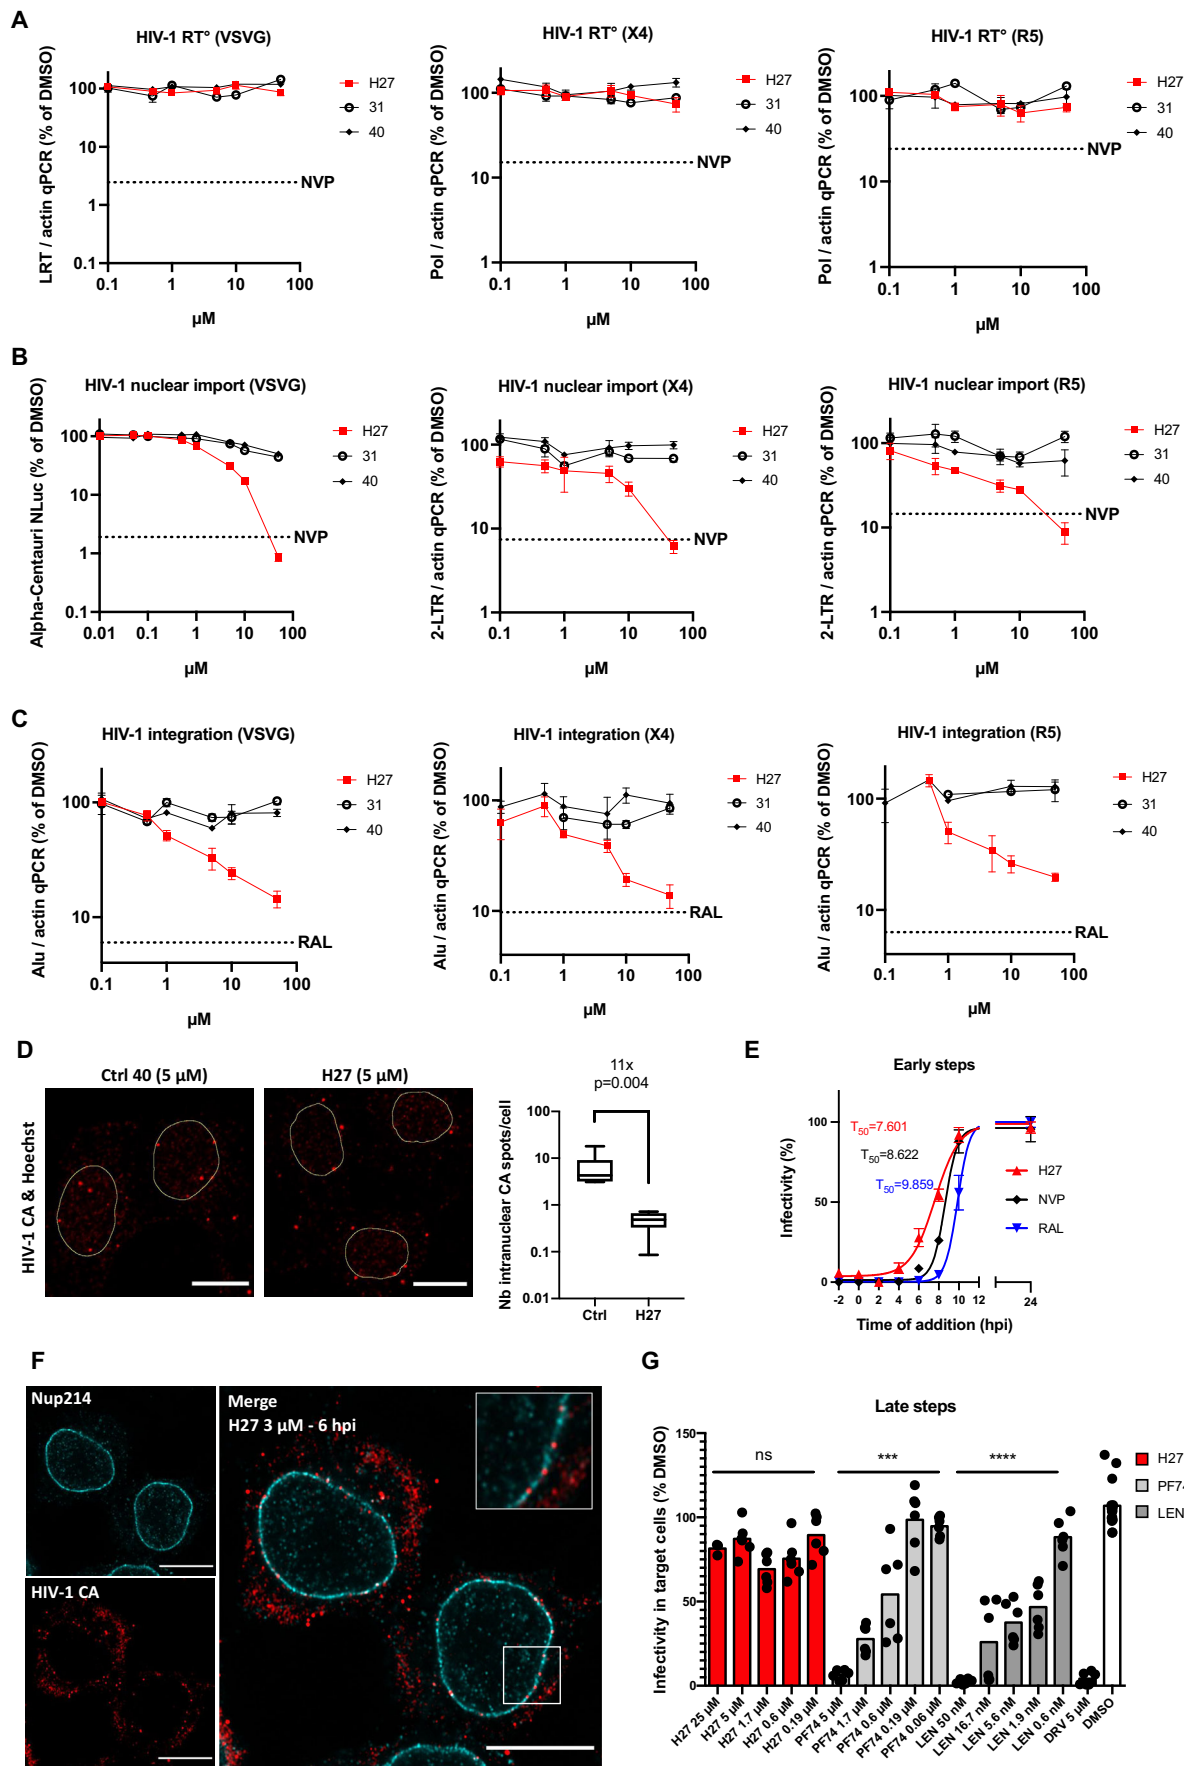 A
HIV-1 RT° (VSVG)
LRT / actin qPCR (% of DMSO)
100
10
1
0.1
0.1 1 10 100
µM
NVP
H27
31
40
HIV-1 RT° (X4)
Pol / actin qPCR (% of DMSO)
100
10
1
0.1 1 10 100
µM
NVP
H27
31
40
HIV-1 RT° (R5)
Pol / actin qPCR (% of DMSO)
100
10
1
0.1 1 10 100
µM
NVP
H27
31
40
B
HIV-1 nuclear import (VSVG)
Alpha-Centauri NLuc (% of DMSO)
100
10
1
0.1
0.01 0.1 1 10 100
µM
NVP
H27
31
40
HIV-1 nuclear import (X4)
2-LTR / actin qPCR (% of DMSO)
100
10
1
0.1 1 10 100
µM
NVP
H27
31
40
HIV-1 nuclear import (R5)
2-LTR / actin qPCR (% of DMSO)
100
10
1
0.1 1 10 100
µM
NVP
H27
31
40
C
HIV-1 integration (VSVG)
Alu / actin qPCR (% of DMSO)
100
10
0.1 1 10 100
µM
RAL
H27
31
40
HIV-1 integration (X4)
Alu / actin qPCR (% of DMSO)
100
10
0.1 1 10 100
µM
RAL
H27
31
40
HIV-1 integration (R5)
Alu / actin qPCR (% of DMSO)
100
10
0.1 1 10 100
µM
RAL
H27
31
40
D
Ctrl 40 (5 µM)
H27 (5 µM)
HIV-1 CA & Hoechst
11x
p=0.004
Nb intranuclear CA spots/cell
100
10
1
0.1
0.01
Ctrl H27
E
Early steps
Infectivity (%)
100
50
0
T50=7.601
T50=8.622
T50=9.859
H27
NVP
RAL
-2 0 2 4 6 8 10 12 24
Time of addition (hpi)
F
Nup214
HIV-1 CA
Merge
H27 3 µM - 6 hpi
G
Late steps
Infectivity in target cells (% DMSO)
150
100
50
0
ns
***
****
H27
PF74
LEN
H27 25 µM
H27 5 µM
H27 1.7 µM
H27 0.6 µM
H27 0.19 µM
PF74 5 µM
PF74 1.7 µM
PF74 0.6 µM
PF74 0.19 µM
PF74 0.06 µM
LEN 50 nM
LEN 16.7 nM
LEN 5.6 nM
LEN 1.9 nM
LEN 0.6 nM
DRV 5 µM
DMSO